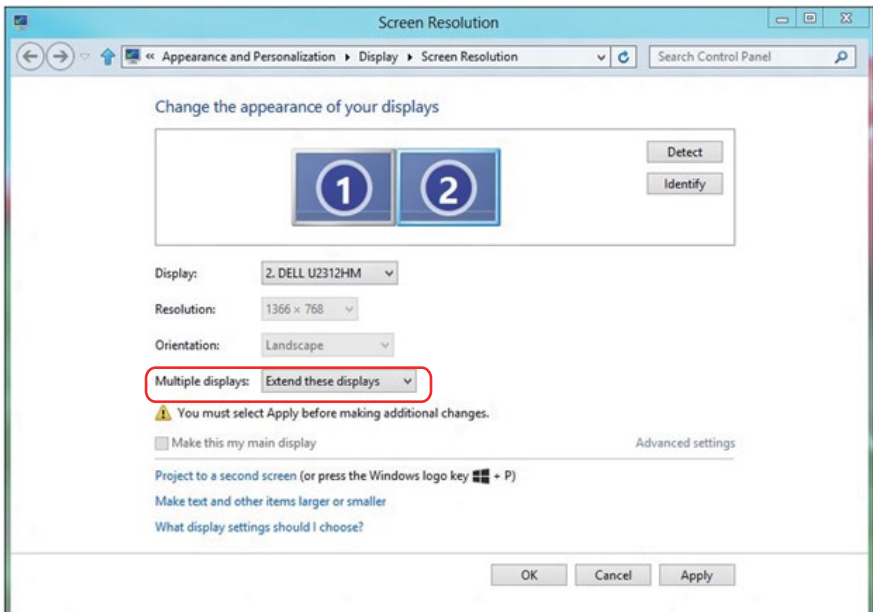 Screen Resolution
« Appearance and Personalization ▸ Display ▸ Screen Resolution
Search Control Panel
Change the appearance of your displays
1 2
Detect
Identify
Display: 2. DELL U2312HM
Resolution: 1366 × 768
Orientation: Landscape
Multiple displays: Extend these displays
You must select Apply before making additional changes.
Make this my main display
Advanced settings
Project to a second screen (or press the Windows logo key + P)
Make text and other items larger or smaller
What display settings should I choose?
OK Cancel Apply